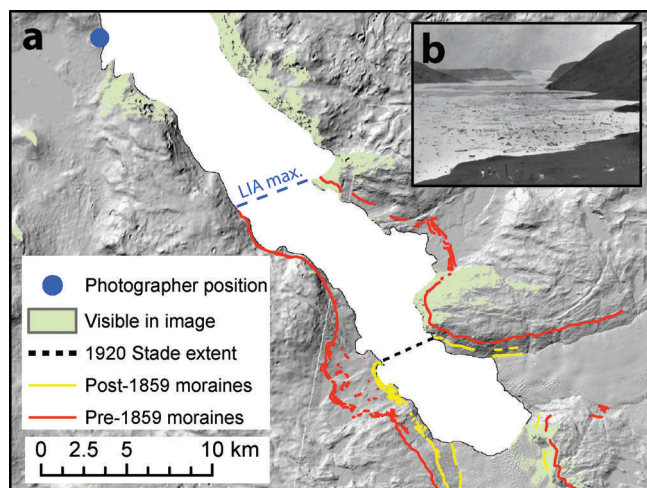 a
b
LIA max.
Photographer position
Visible in image
1920 Stade extent
Post-1859 moraines
Pre-1859 moraines
0 2.5 5 10 km